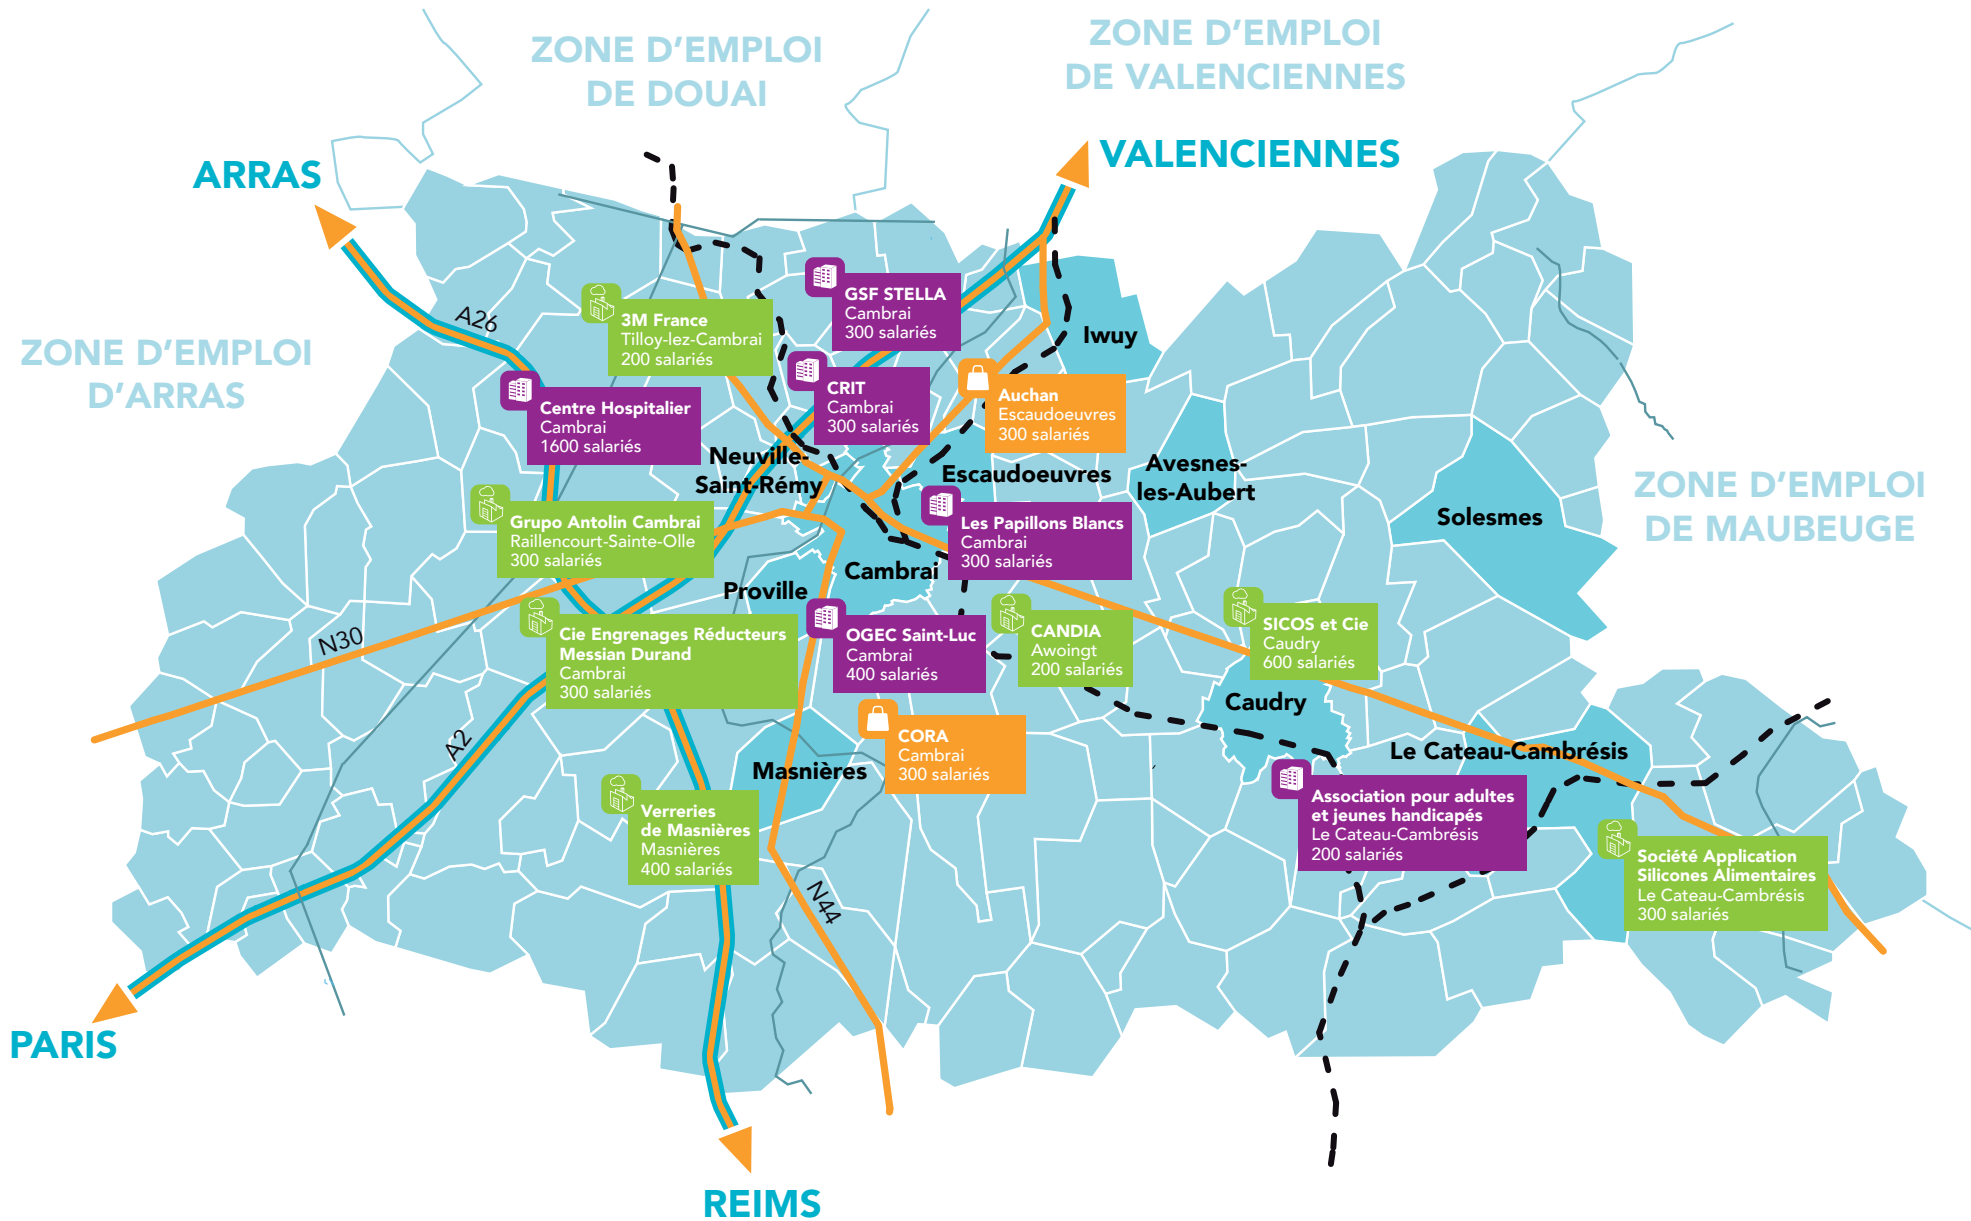 ZONE D'EMPLOI
DE DOUAI
ZONE D'EMPLOI
DE VALENCIENNES
ARRAS
VALENCIENNES
ZONE D'EMPLOI
D'ARRAS
A26
3M France
Tilloy-lez-Cambrai
200 salariés
GSF STELLA
Cambrai
300 salariés
Iwuy
Centre Hospitalier
Cambrai
1600 salariés
CRIT
Cambrai
300 salariés
Auchan
Escaudoeuvres
300 salariés
Neuville-
Saint-Rémy
Escaudoeuvres
Avesnes-
les-Aubert
Solesmes
ZONE D'EMPLOI
DE MAUBEUGE
Grupo Antolin Cambrai
Raillencourt-Sainte-Olle
300 salariés
Les Papillons Blancs
Cambrai
300 salariés
Cambrai
Proville
N30
Cie Engrenages Réducteurs
Messian Durand
Cambrai
300 salariés
OGEC Saint-Luc
Cambrai
400 salariés
CANDIA
Awoingt
200 salariés
SICOS et Cie
Caudry
600 salariés
Caudry
A2
CORA
Cambrai
300 salariés
Masnières
Le Cateau-Cambrésis
Verreries
de Masnières
Masnières
400 salariés
Association pour adultes
et jeunes handicapés
Le Cateau-Cambrésis
200 salariés
Société Application
Silicones Alimentaires
Le Cateau-Cambrésis
300 salariés
N44
PARIS
REIMS